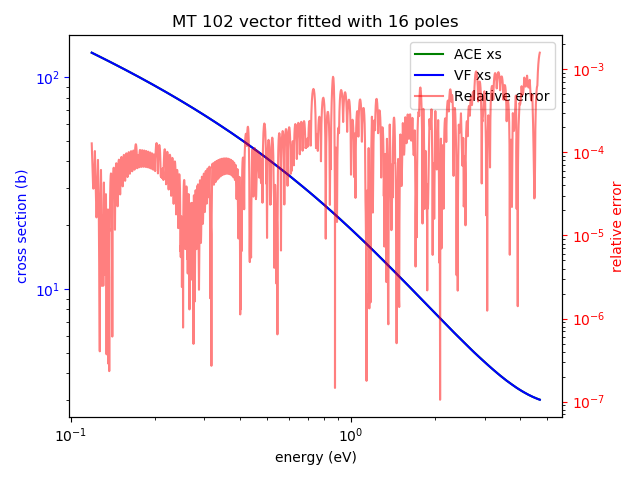 MT 102 vector fitted with 16 poles
ACE xs
VF xs
Relative error
cross section (b)
10²
10¹
relative error
10⁻³
10⁻⁴
10⁻⁵
10⁻⁶
10⁻⁷
10⁻¹ 10⁰
energy (eV)